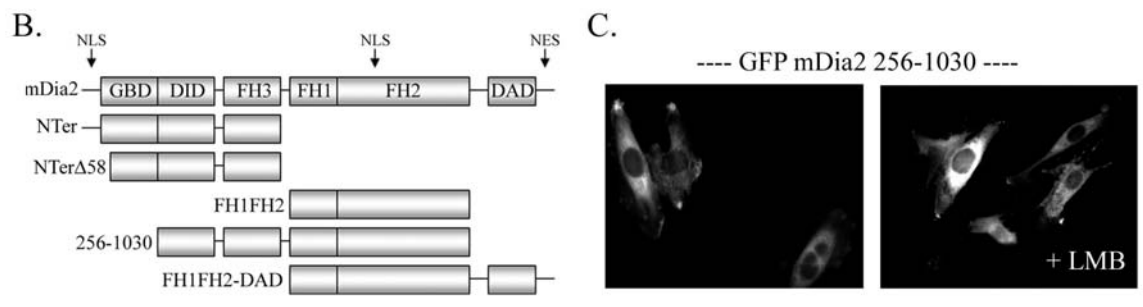 B.
NLS NLS NES
mDia2 GBD DID FH3 FH1 FH2 DAD
NTer
NTerΔ58
FH1FH2
256-1030
FH1FH2-DAD
C.
---- GFP mDia2 256-1030 ----
+ LMB